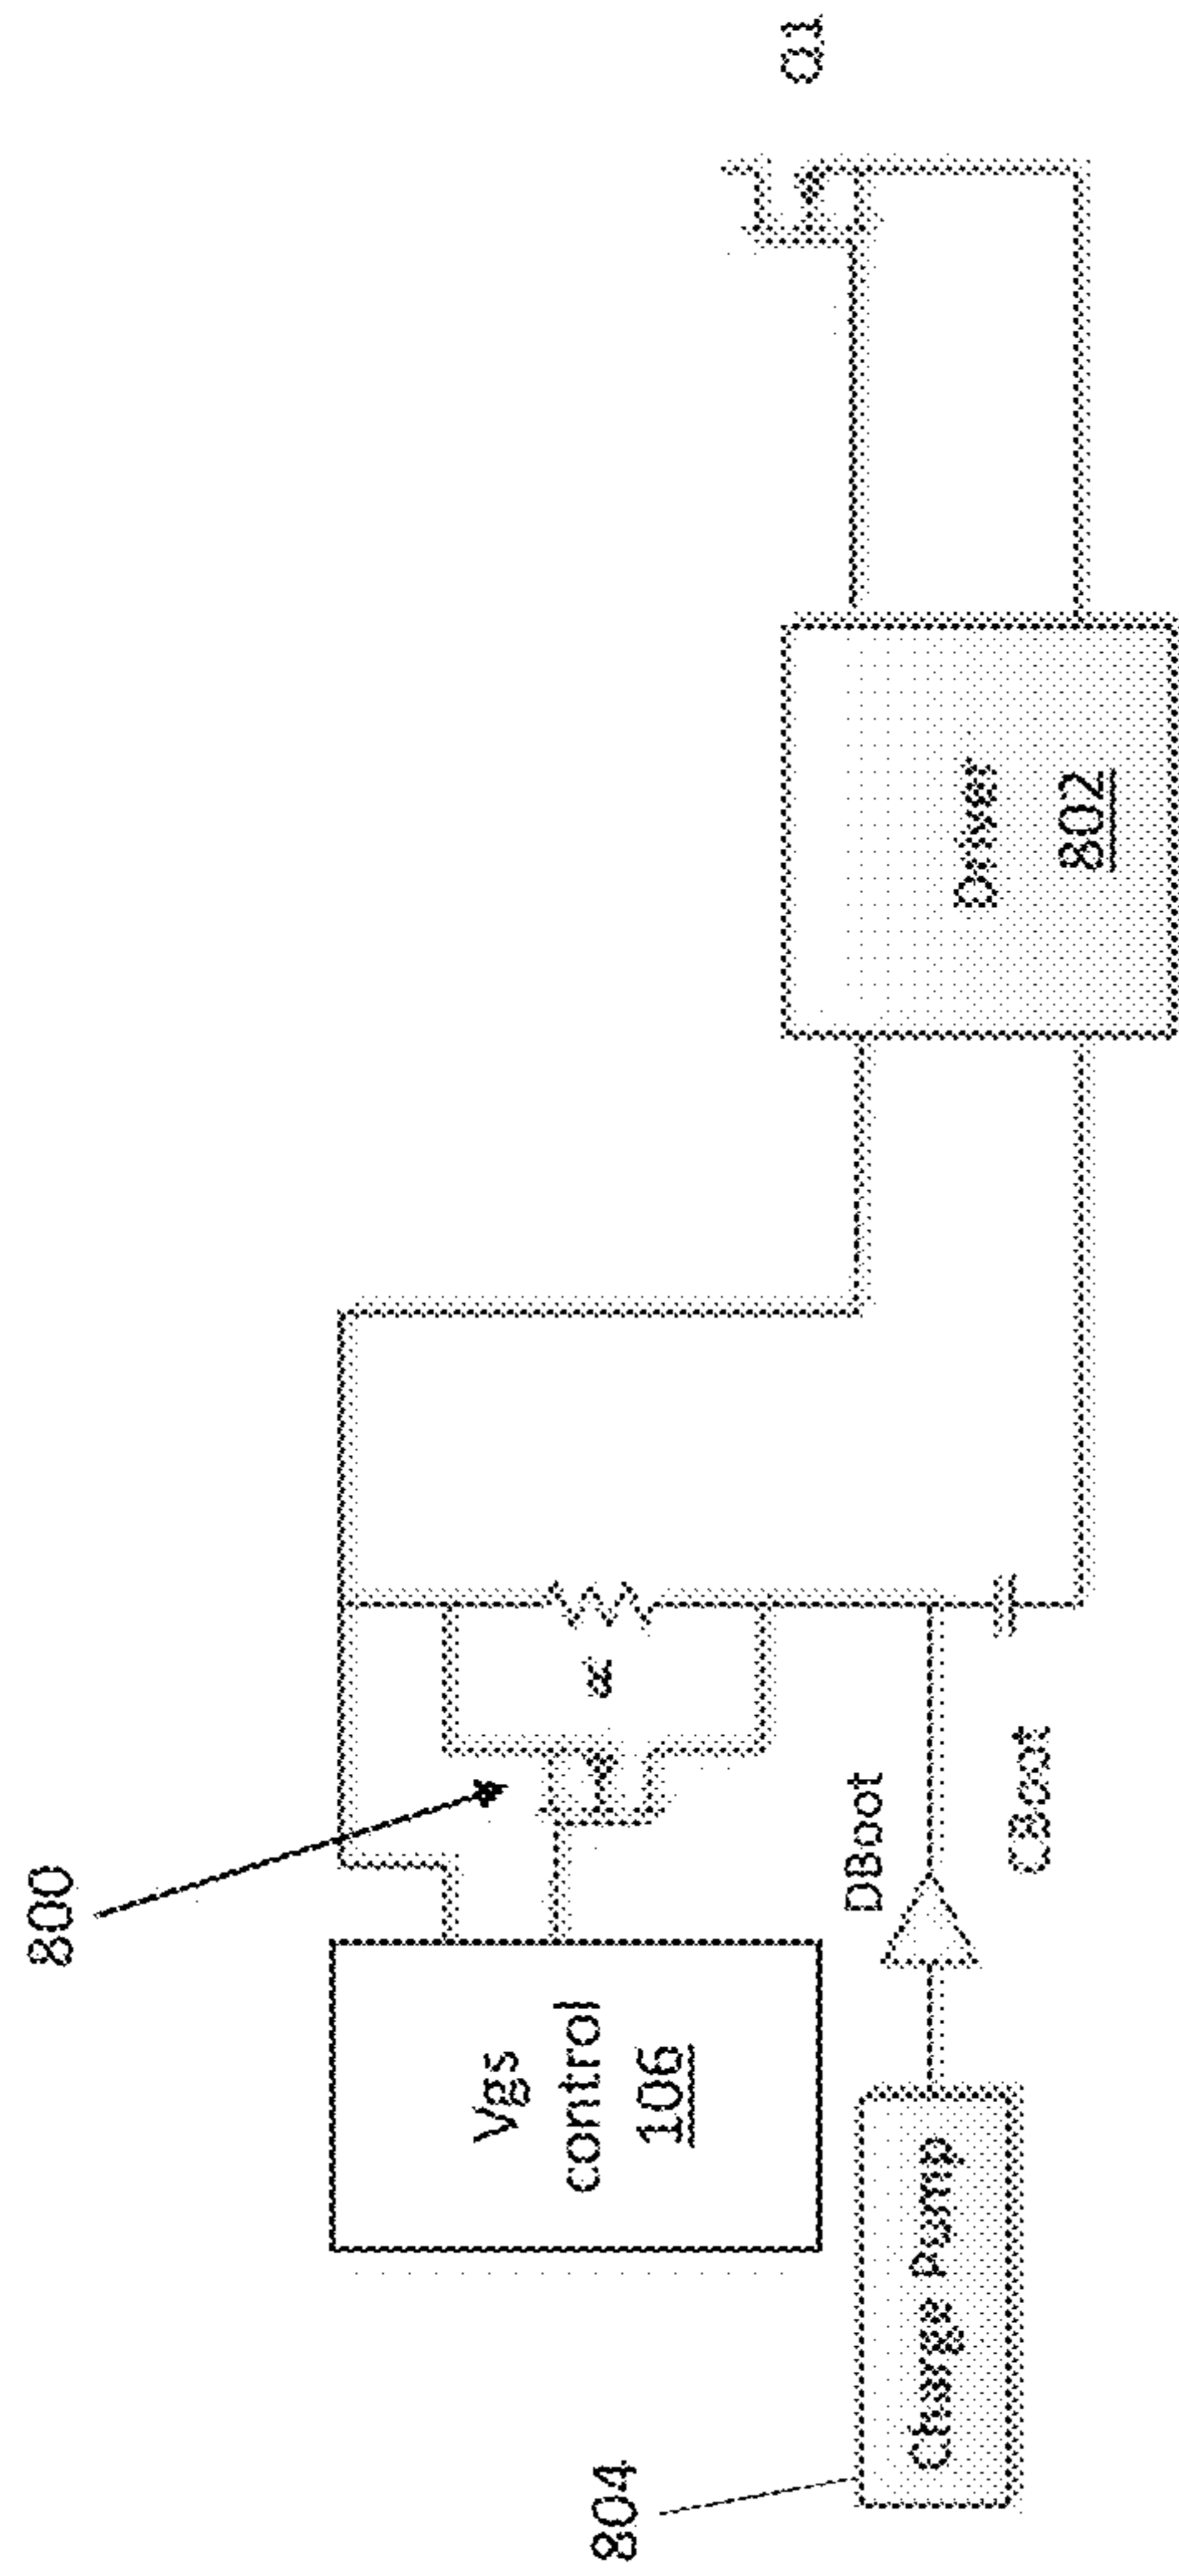 800
Vgs
control
106
DBoot
CBoot
Charge Pump
804
Driver
802
Q1